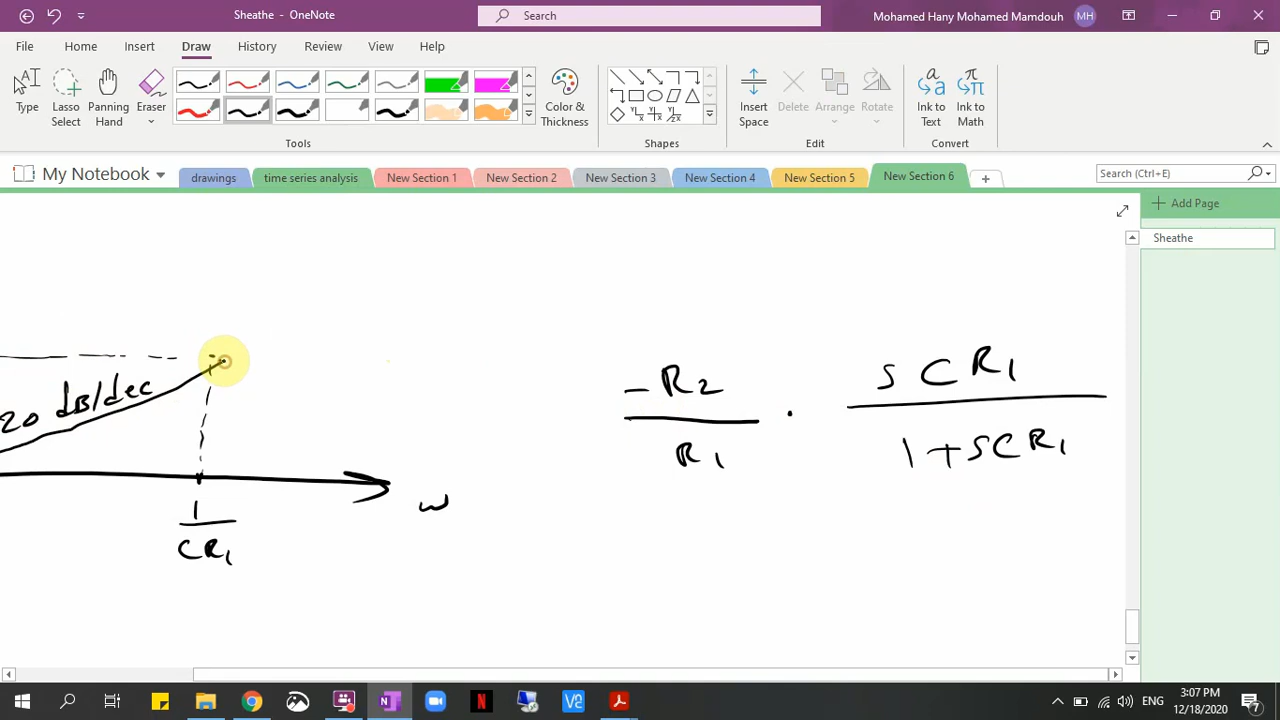 Sheathe - OneNote
Search
Mohamed Hany Mohamed Mamdouh
MH
File Home Insert Draw History Review View Help
Type
Lasso Select
Panning Hand
Eraser
Color & Thickness
Insert Space
Delete
Arrange
Rotate
Ink to Text
Ink to Math
Tools
Shapes
Edit
Convert
My Notebook
drawings
time series analysis
New Section 1
New Section 2
New Section 3
New Section 4
New Section 5
New Section 6
Search (Ctrl+E)
Add Page
Sheathe
20 dB/dec
1
CR1
ω
-R2
R1
.
SCR1
1+SCR1
ENG
3:07 PM
12/18/2020
7